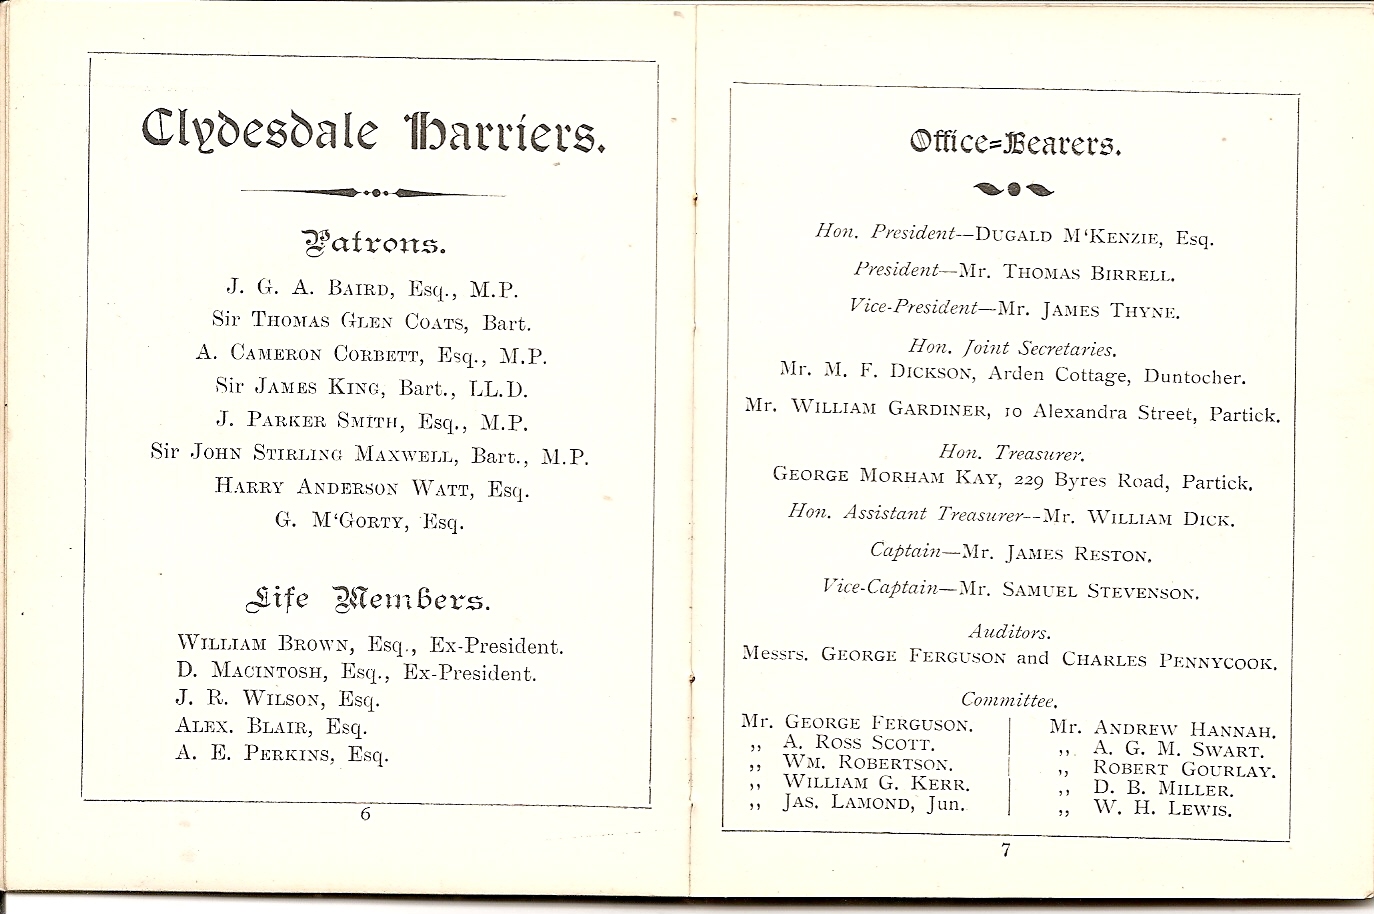 Clydesdale Harriers.
Patrons.
J. G. A. BAIRD, Esq., M.P.
Sir THOMAS GLEN COATS, Bart.
A. CAMERON CORBETT, Esq., M.P.
Sir JAMES KING, Bart., LL.D.
J. PARKER SMITH, Esq., M.P.
Sir JOHN STIRLING MAXWELL, Bart., M.P.
HARRY ANDERSON WATT, Esq.
G. M'GORTY, Esq.
Life Members.
WILLIAM BROWN, Esq., Ex-President.
D. MACINTOSH, Esq., Ex-President.
J. R. WILSON, Esq.
ALEX. BLAIR, Esq.
A. E. PERKINS, Esq.
6
Office=Bearers.
Hon. President—DUGALD M‘KENZIE, Esq.
President—Mr. THOMAS BIRRELL.
Vice-President—Mr. JAMES THYNE.
Hon. Joint Secretaries.
Mr. M. F. DICKSON, Arden Cottage, Duntocher.
Mr. WILLIAM GARDINER, 10 Alexandra Street, Partick.
Hon. Treasurer.
GEORGE MORHAM KAY, 229 Byres Road, Partick.
Hon. Assistant Treasurer--Mr. WILLIAM DICK.
Captain—Mr. JAMES RESTON.
Vice-Captain—Mr. SAMUEL STEVENSON.
Auditors.
Messrs. GEORGE FERGUSON and CHARLES PENNYCOOK.
Committee.
Mr. GEORGE FERGUSON.
,, A. ROSS SCOTT.
,, WM. ROBERTSON.
,, WILLIAM G. KERR.
,, JAS. LAMOND, Jun.
Mr. ANDREW HANNAH.
,, A. G. M. SWART.
,, ROBERT GOURLAY.
,, D. B. MILLER.
,, W. H. LEWIS.
7